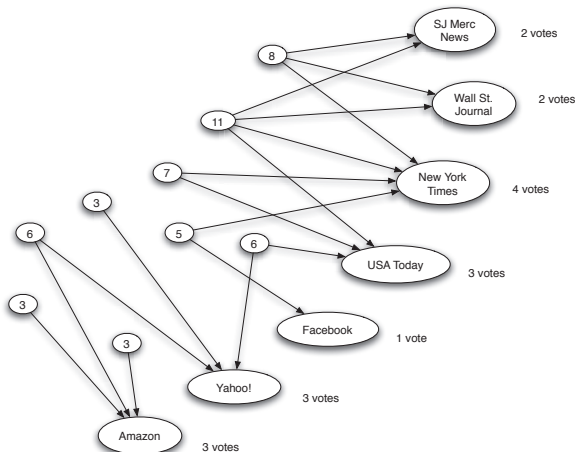 SJ Merc
News
2 votes
8
Wall St.
Journal
2 votes
11
7
New York
Times
4 votes
3
6
5
6
USA Today
3 votes
3
Facebook
1 vote
3
Yahoo!
3 votes
Amazon
3 votes